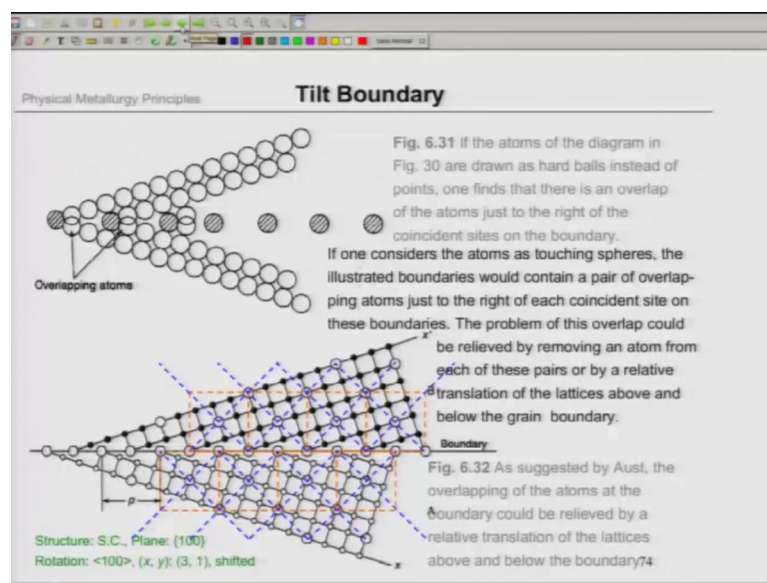 Physical Metallurgy Principles
Tilt Boundary
Fig. 6.31 If the atoms of the diagram in
Fig. 30 are drawn as hard balls instead of
points, one finds that there is an overlap
of the atoms just to the right of the
coincident sites on the boundary.
Overlapping atoms
If one considers the atoms as touching spheres, the
illustrated boundaries would contain a pair of overlap-
ping atoms just to the right of each coincident site on
these boundaries. The problem of this overlap could
be relieved by removing an atom from
each of these pairs or by a relative
translation of the lattices above and
below the grain boundary.
x'
B
Boundary
Fig. 6.32 As suggested by Aust, the
overlapping of the atoms at the
boundary could be relieved by a
relative translation of the lattices
above and below the boundary
74
A
p
x
Structure: S.C., Plane: {100}
Rotation: <100>, (x, y): (3, 1), shifted